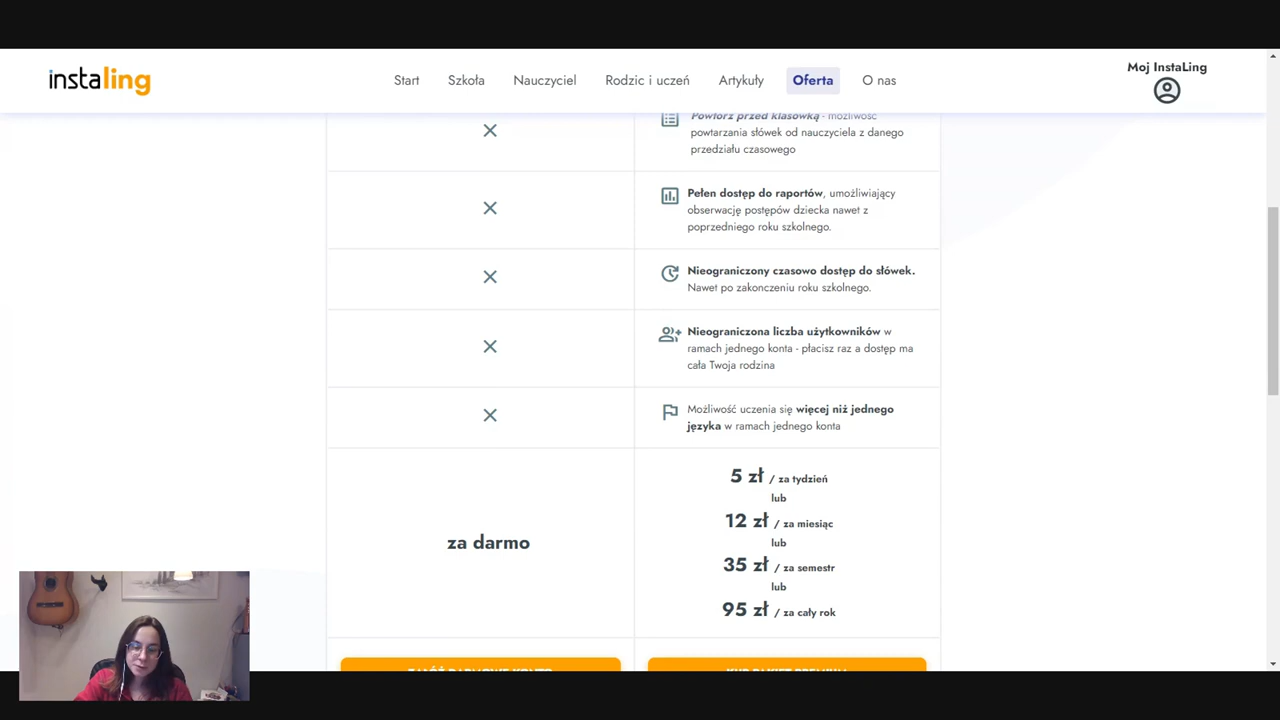 instaling
Start
Szkoła
Nauczyciel
Rodzic i uczeń
Artykuły
Oferta
O nas
Moj InstaLing
Powtórz przed klasówką - możliwość
powtarzania słówek od nauczyciela z danego
przedziału czasowego
Pełen dostęp do raportów, umożliwiający
obserwację postępów dziecka nawet z
poprzedniego roku szkolnego.
Nieograniczony czasowo dostęp do słówek.
Nawet po zakonczeniu roku szkolnego.
Nieograniczona liczba użytkowników w
ramach jednego konta - płacisz raz a dostęp ma
cała Twoja rodzina
Możliwość uczenia się więcej niż jednego
języka w ramach jednego konta
za darmo
5 zł / za tydzień
lub
12 zł / za miesiąc
lub
35 zł / za semestr
lub
95 zł / za cały rok